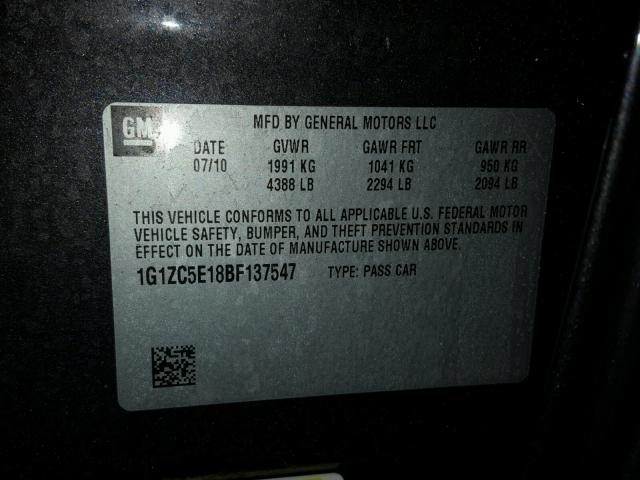 GM
MFD BY GENERAL MOTORS LLC
DATE GVWR GAWR FRT GAWR RR
07/10 1991 KG 1041 KG 950 KG
4388 LB 2294 LB 2094 LB
THIS VEHICLE CONFORMS TO ALL APPLICABLE U.S. FEDERAL MOTOR
VEHICLE SAFETY, BUMPER, AND THEFT PREVENTION STANDARDS IN
EFFECT ON THE DATE OF MANUFACTURE SHOWN ABOVE.
1G1ZC5E18BF137547 TYPE: PASS CAR